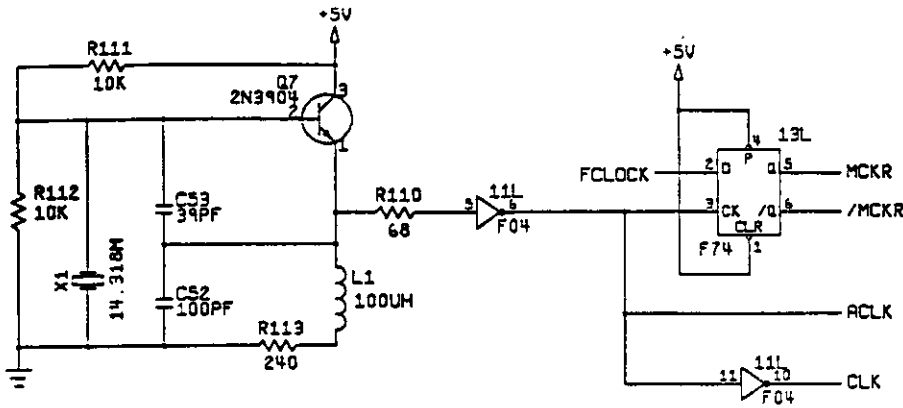 +5V
R111
10K
Q7
2N3904
3
2
1
+5V
4
13L
P
FCLOCK
2
D
Q
5
MCKR
3
CK
/Q
6
/MCKR
CLR
F74
1
R112
10K
X1
14.318M
C53
39PF
C52
100PF
R110
68
11L
5
6
F04
L1
100UH
R113
240
ACLK
11L
11
10
CLK
F04